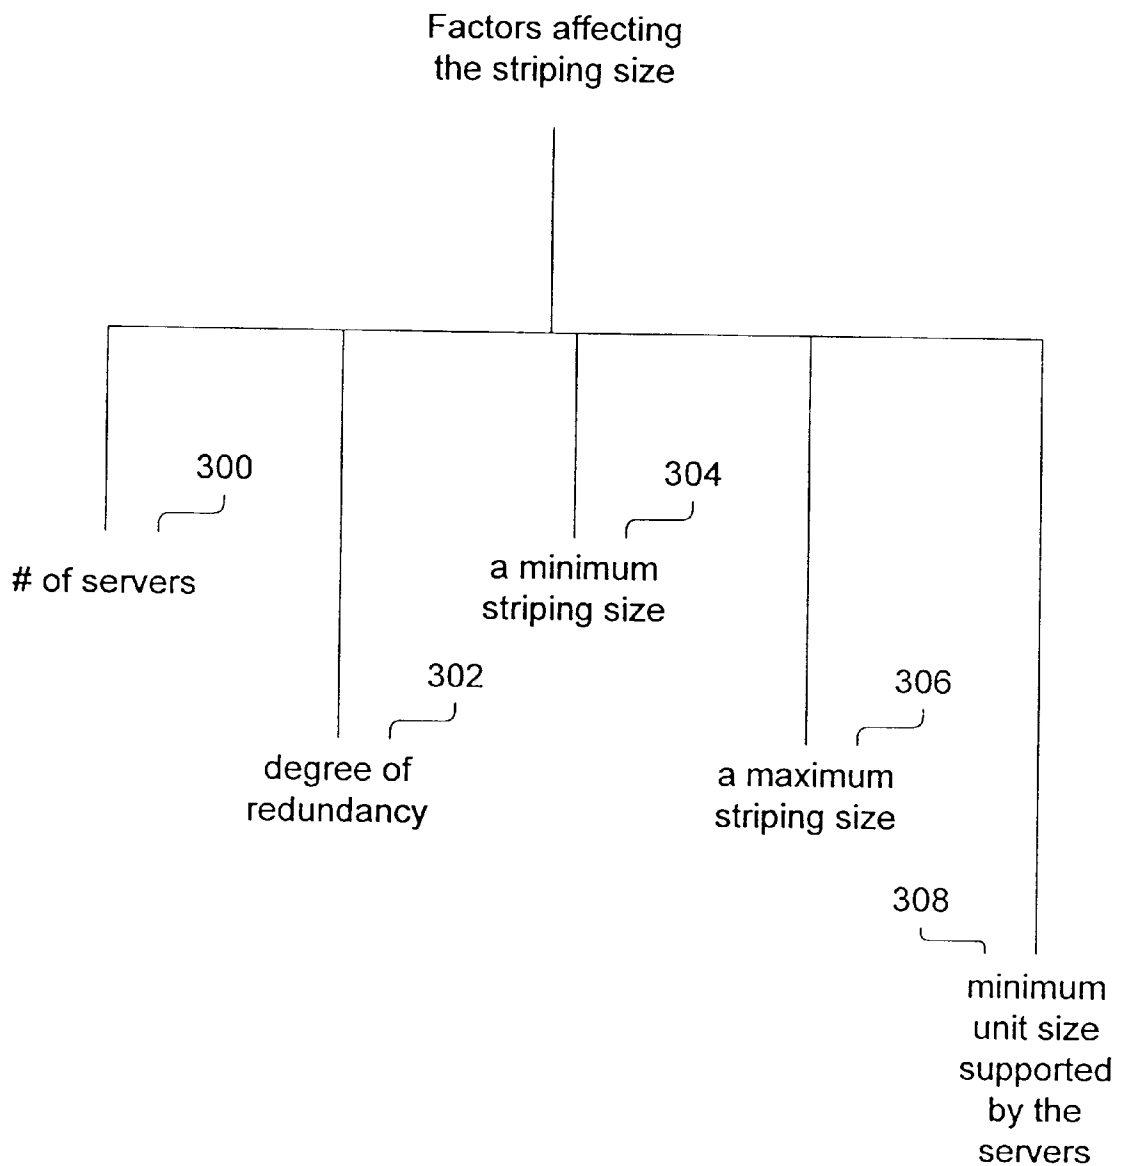 Factors affecting
the striping size
300
# of servers
304
a minimum
striping size
302
degree of
redundancy
306
a maximum
striping size
308
minimum
unit size
supported
by the
servers